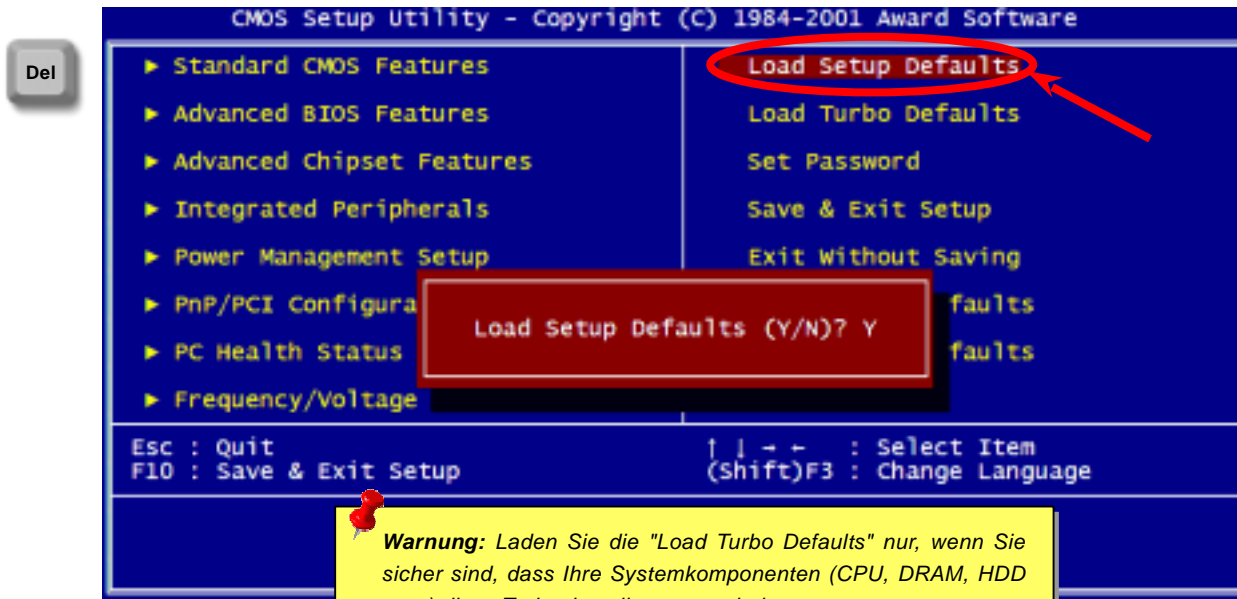 CMOS Setup Utility - Copyright (C) 1984-2001 Award Software
Del
► Standard CMOS Features
► Advanced BIOS Features
► Advanced Chipset Features
► Integrated Peripherals
► Power Management Setup
► PnP/PCI Configura
► PC Health Status
► Frequency/Voltage
Load Setup Defaults
Load Turbo Defaults
Set Password
Save & Exit Setup
Exit Without Saving
faults
faults
Load Setup Defaults (Y/N)? Y
Esc : Quit
F10 : Save & Exit Setup
↑ ↓ → ← : Select Item
(Shift)F3 : Change Language
Warnung: Laden Sie die "Load Turbo Defaults" nur, wenn Sie
sicher sind, dass Ihre Systemkomponenten (CPU, DRAM, HDD